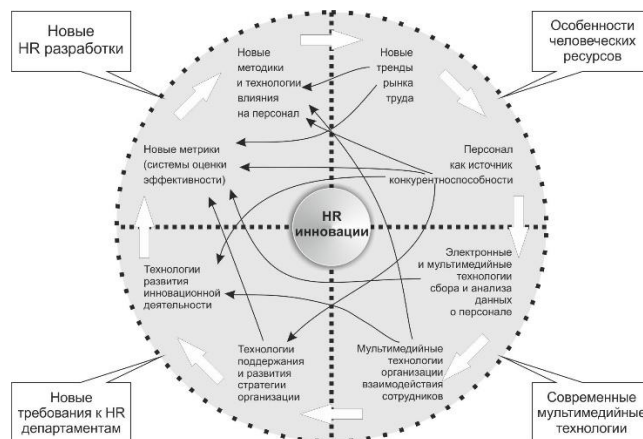 Новые
HR разработки
Особенности
человеческих
ресурсов
Новые
методики
и технологии
влияния
на персонал
Новые
тренды
рынка
труда
Новые метрики
(системы оценки
эффективности)
Персонал
как источник
конкурентноспособности
HR
инновации
Технологии
развития
инновационной
деятельности
Электронные
и мультимедийные
технологии
сбора и анализа
данных
о персонале
Технологии
поддержания
и развития
стратегии
организации
Мультимедийные
технологии
организации
взаимодействия
сотрудников
Новые
требования к HR
департаментам
Современные
мультимедийные
технологии